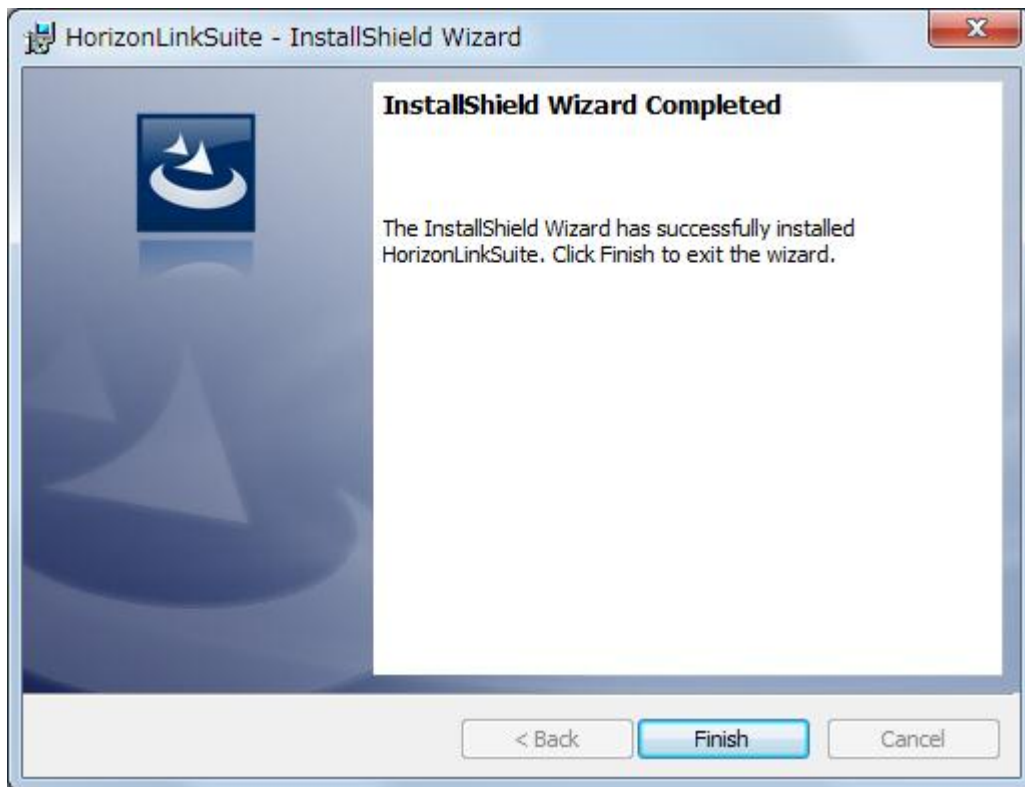 HorizonLinkSuite - InstallShield Wizard
X
InstallShield Wizard Completed
The InstallShield Wizard has successfully installed
HorizonLinkSuite. Click Finish to exit the wizard.
< Back
Finish
Cancel